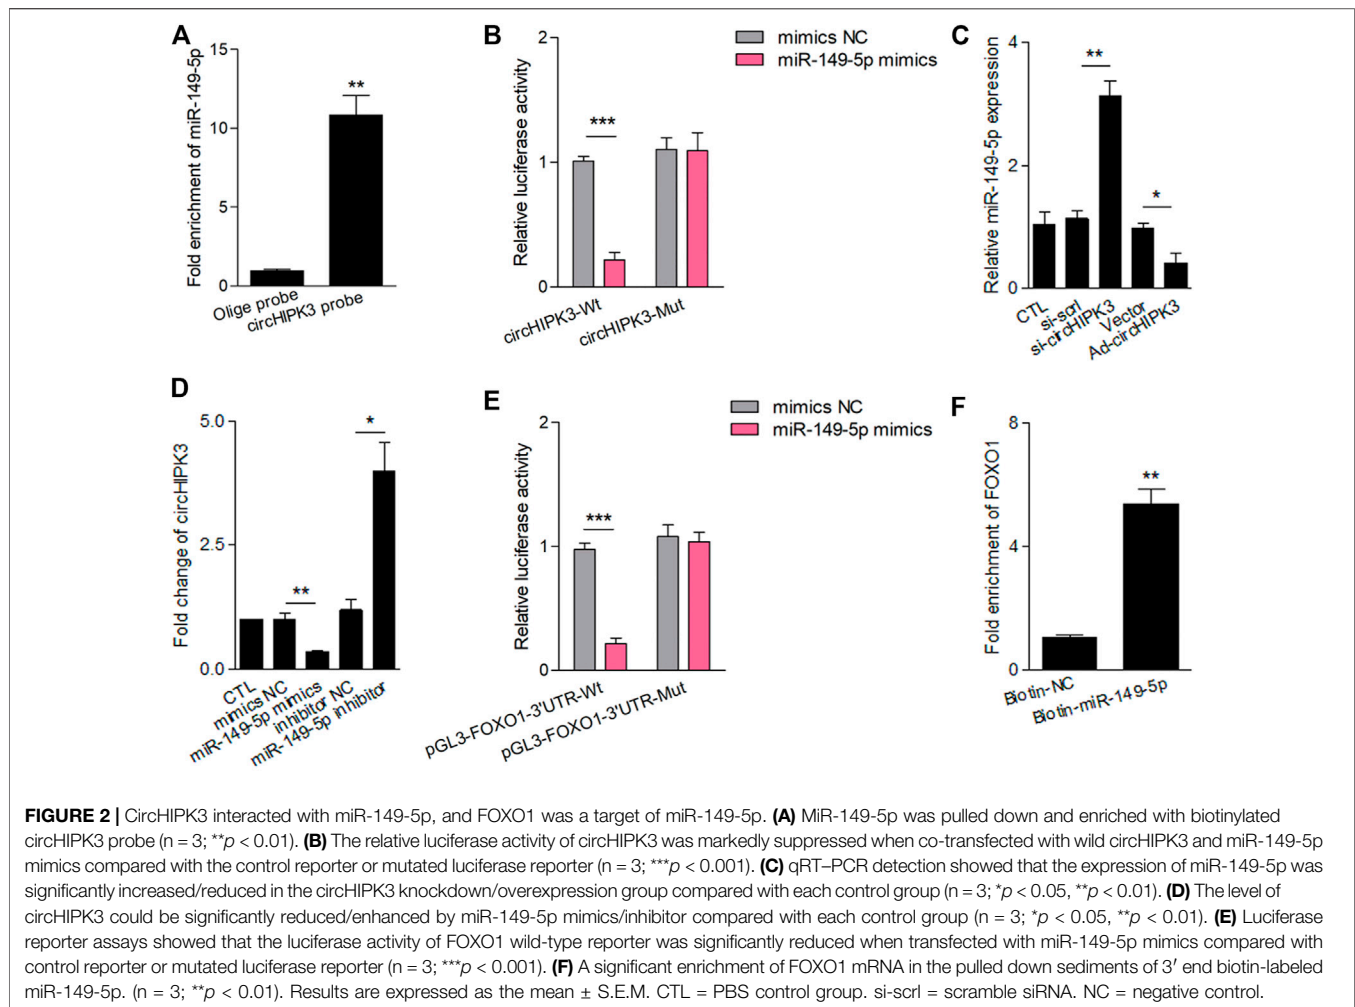 A
Fold enrichment of miR-149-5p
15
10
5
0
**
Olige probe
circHIPK3 probe
B
Relative luciferase activity
2
1
0
mimics NC
miR-149-5p mimics
***
circHIPK3-Wt
circHIPK3-Mut
C
Relative miR-149-5p expression
4
2
0
**
*
CTL
si-scrl
si-circHIPK3
Vector
Ad-circHIPK3
D
Fold change of circHIPK3
5.0
2.5
0.0
**
*
CTL
mimics NC
miR-149-5p mimics
inhibitor NC
miR-149-5p inhibitor
E
Relative luciferase activity
2
1
0
mimics NC
miR-149-5p mimics
***
pGL3-FOXO1-3'UTR-Wt
pGL3-FOXO1-3'UTR-Mut
F
Fold enrichment of FOXO1
8
4
0
**
Biotin-NC
Biotin-miR-149-5p
FIGURE 2 | CircHIPK3 interacted with miR-149-5p, and FOXO1 was a target of miR-149-5p. (A) MiR-149-5p was pulled down and enriched with biotinylated
circHIPK3 probe (n = 3; **p < 0.01). (B) The relative luciferase activity of circHIPK3 was markedly suppressed when co-transfected with wild circHIPK3 and miR-149-5p
mimics compared with the control reporter or mutated luciferase reporter (n = 3; ***p < 0.001). (C) qRT–PCR detection showed that the expression of miR-149-5p was
significantly increased/reduced in the circHIPK3 knockdown/overexpression group compared with each control group (n = 3; *p < 0.05, **p < 0.01). (D) The level of
circHIPK3 could be significantly reduced/enhanced by miR-149-5p mimics/inhibitor compared with each control group (n = 3; *p < 0.05, **p < 0.01). (E) Luciferase
reporter assays showed that the luciferase activity of FOXO1 wild-type reporter was significantly reduced when transfected with miR-149-5p mimics compared with
control reporter or mutated luciferase reporter (n = 3; ***p < 0.001). (F) A significant enrichment of FOXO1 mRNA in the pulled down sediments of 3′ end biotin-labeled
miR-149-5p. (n = 3; **p < 0.01). Results are expressed as the mean ± S.E.M. CTL = PBS control group. si-scrl = scramble siRNA. NC = negative control.